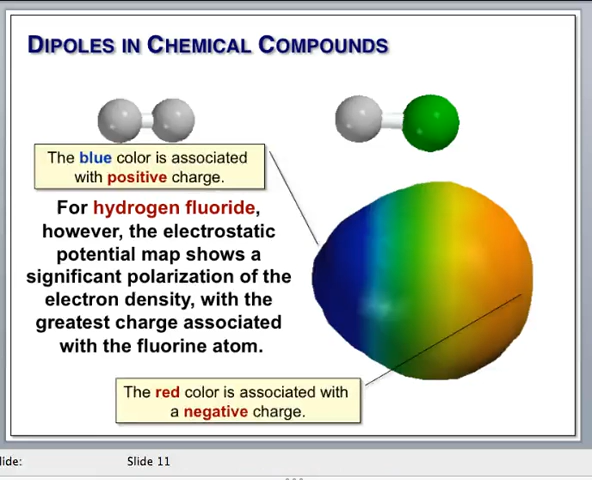 DIPOLES IN CHEMICAL COMPOUNDS
The blue color is associated
with positive charge.
For hydrogen fluoride,
however, the electrostatic
potential map shows a
significant polarization of the
electron density, with the
greatest charge associated
with the fluorine atom.
The red color is associated with
a negative charge.
lide:
Slide 11